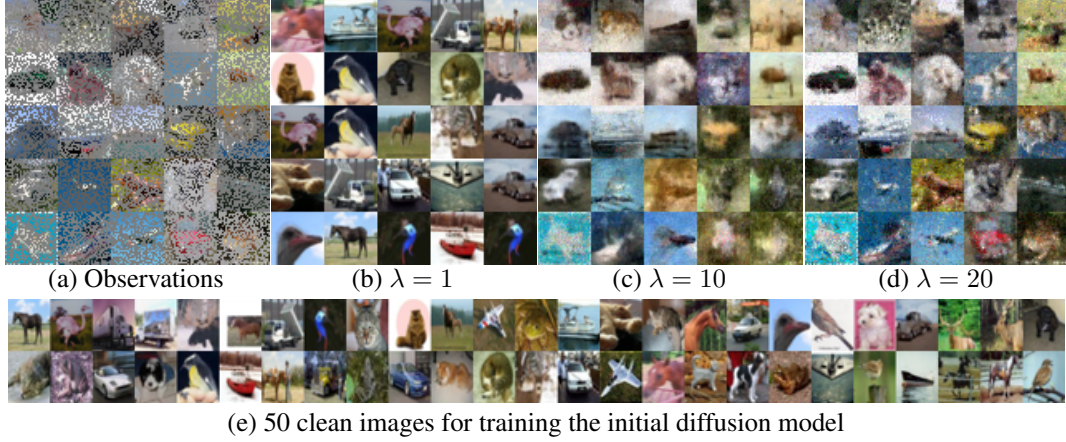 (a) Observations (b) λ = 1 (c) λ = 10 (d) λ = 20
(e) 50 clean images for training the initial diffusion model